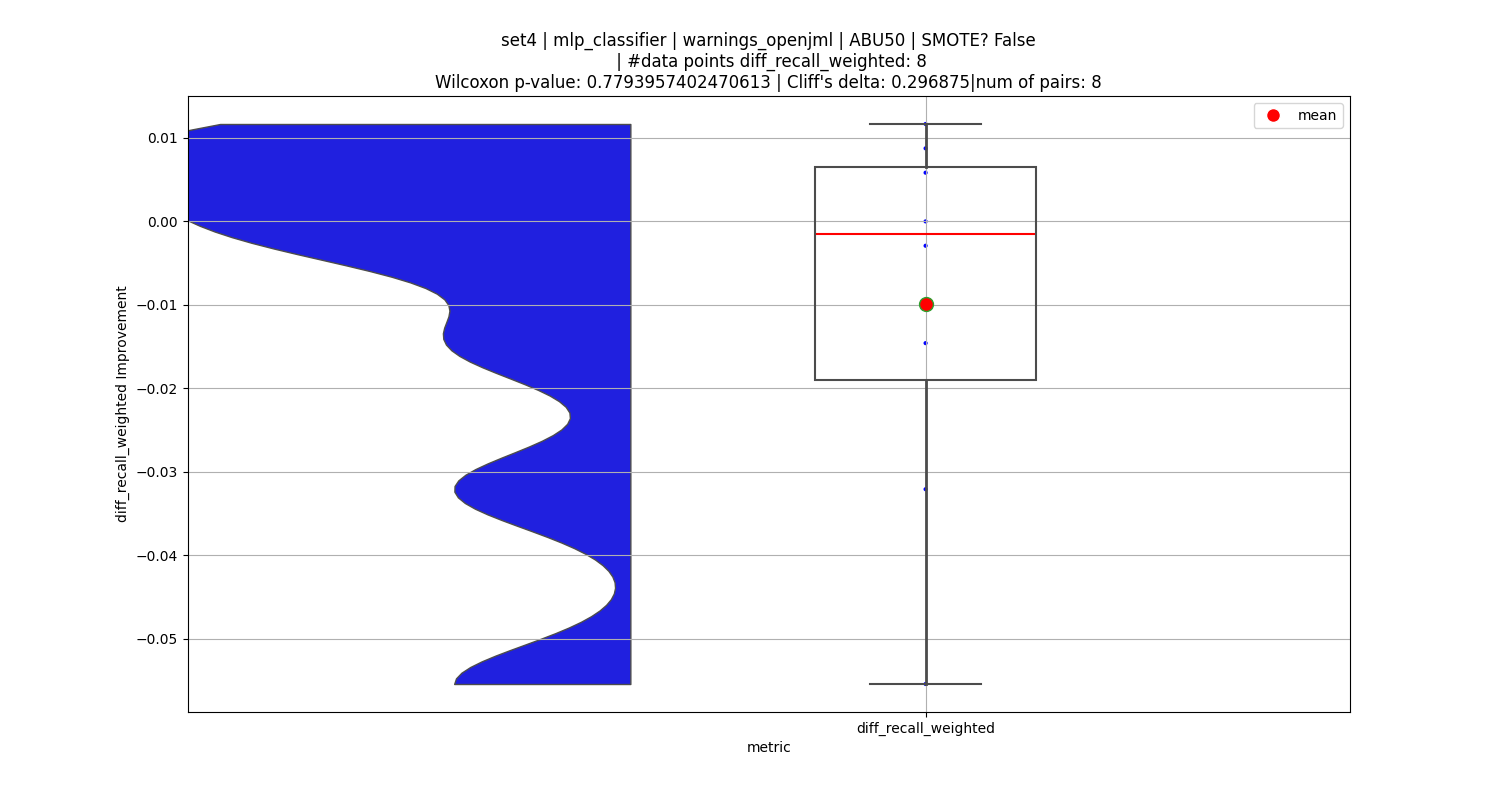 set4 | mlp_classifier | warnings_openjml | ABU50 | SMOTE? False
| #data points diff_recall_weighted: 8
Wilcoxon p-value: 0.7793957402470613 | Cliff's delta: 0.296875|num of pairs: 8
mean
0.01
0.00
−0.01
−0.02
−0.03
−0.04
−0.05
diff_recall_weighted Improvement
diff_recall_weighted
metric